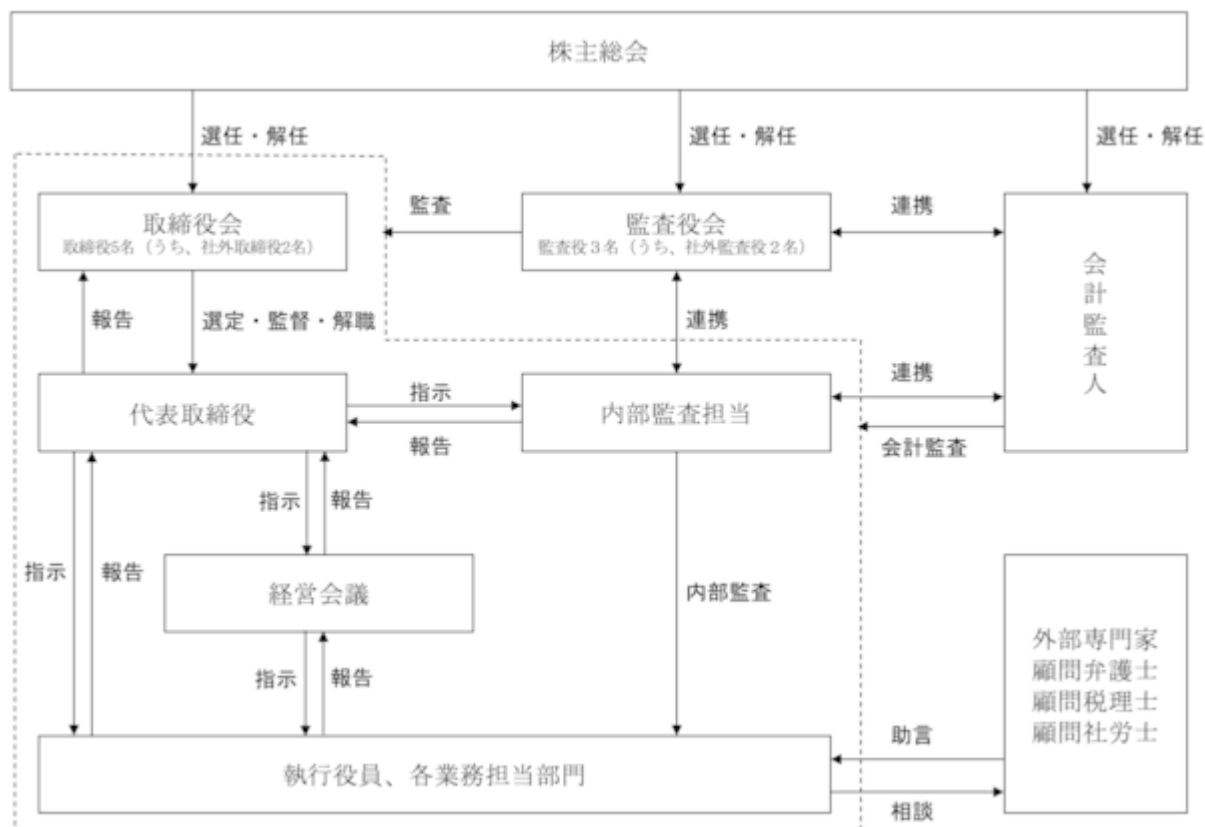 株主総会
選任・解任
選任・解任
選任・解任
取締役会
取締役5名（うち、社外取締役2名）
監査
監査役会
監査役３名（うち、社外監査役２名）
連携
会計監査人
報告
選定・監督・解職
連携
代表取締役
指示
報告
内部監査担当
連携
会計監査
指示
報告
指示
報告
経営会議
内部監査
指示
報告
外部専門家
顧問弁護士
顧問税理士
顧問社労士
執行役員、各業務担当部門
助言
相談